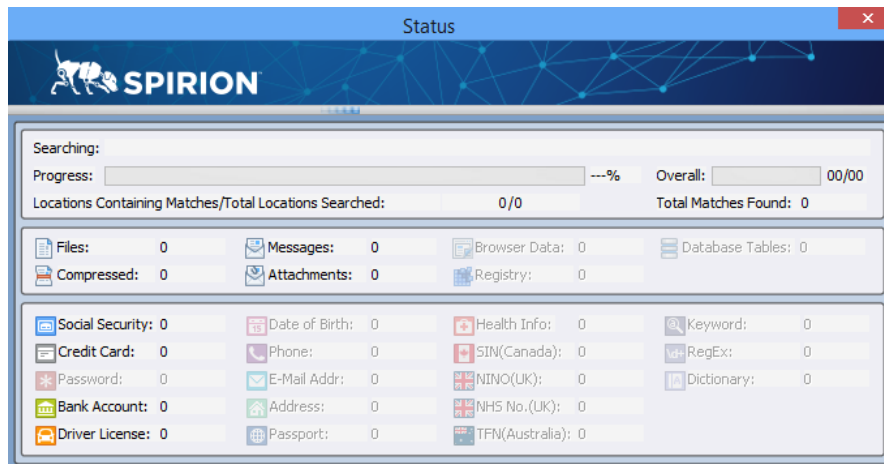 Status
SPIRION
Searching:
Progress: ---% Overall: 00/00
Locations Containing Matches/Total Locations Searched: 0/0 Total Matches Found: 0
Files: 0 Messages: 0 Browser Data: 0 Database Tables: 0
Compressed: 0 Attachments: 0 Registry: 0
Social Security: 0 15 Date of Birth: 0 Health Info: 0 Keyword: 0
Credit Card: 0 Phone: 0 SIN(Canada): 0 \d+ RegEx: 0
Password: 0 E-Mail Addr: 0 NINO(UK): 0 A Dictionary: 0
Bank Account: 0 Address: 0 NHS No.(UK): 0
Driver License: 0 Passport: 0 TFN(Australia): 0